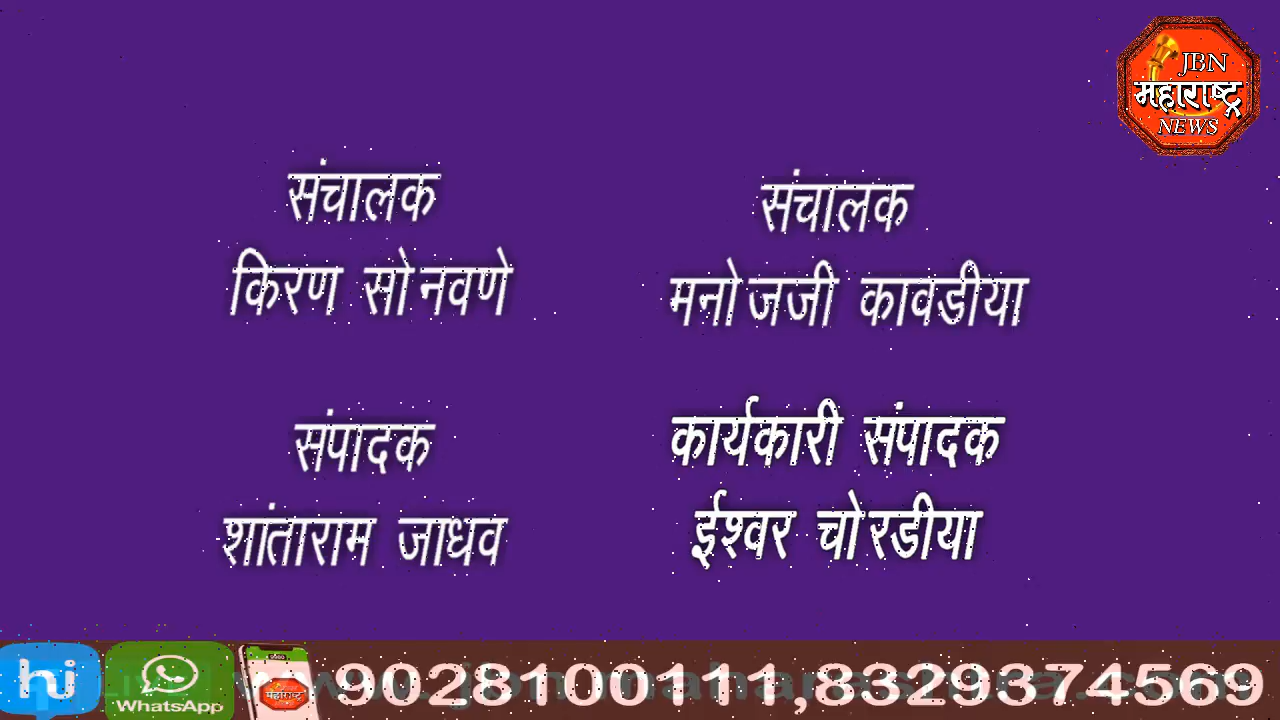 JBN
महाराष्ट्र
NEWS
संचालक
किरण सोनवणे
संचालक
मनोजजी कावडीया
संपादक
शांताराम जाधव
कार्यकारी संपादक
ईश्वर चोरडीया
hi
WhatsApp
महाराष्ट्र
9028100111,8329374569